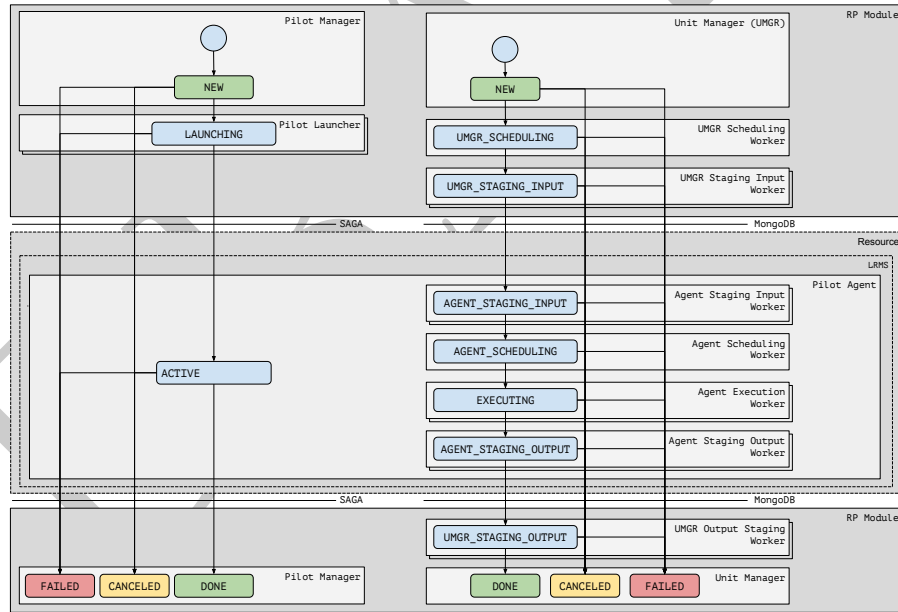 Pilot Manager
Unit Manager (UMGR)
RP Module
NEW
NEW
Pilot Launcher
LAUNCHING
UMGR Scheduling
Worker
UMGR_SCHEDULING
UMGR Staging Input
Worker
UMGR_STAGING_INPUT
SAGA
MongoDB
Resource
LRMS
Pilot Agent
AGENT_STAGING_INPUT
Agent Staging Input
Worker
AGENT_SCHEDULING
Agent Scheduling
Worker
ACTIVE
EXECUTING
Agent Execution
Worker
AGENT_STAGING_OUTPUT
Agent Staging Output
Worker
SAGA
MongoDB
RP Module
UMGR_STAGING_OUTPUT
UMGR Output Staging
Worker
FAILED
CANCELED
DONE
Pilot Manager
DONE
CANCELED
FAILED
Unit Manager